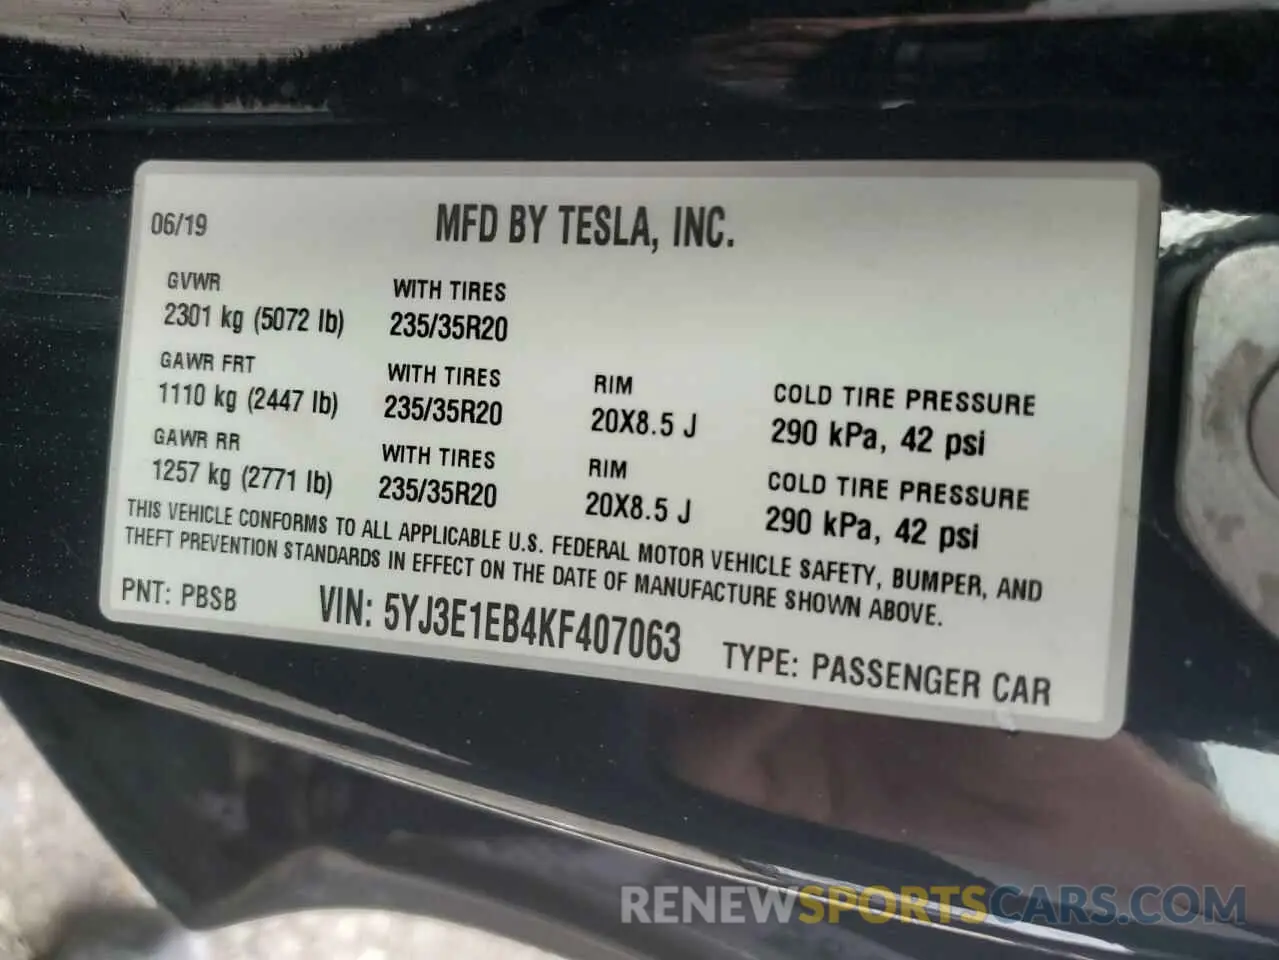 06/19 MFD BY TESLA, INC.
GVWR WITH TIRES
2301 kg (5072 lb) 235/35R20
GAWR FRT WITH TIRES RIM COLD TIRE PRESSURE
1110 kg (2447 lb) 235/35R20 20X8.5 J 290 kPa, 42 psi
GAWR RR WITH TIRES RIM COLD TIRE PRESSURE
1257 kg (2771 lb) 235/35R20 20X8.5 J 290 kPa, 42 psi
THIS VEHICLE CONFORMS TO ALL APPLICABLE U.S. FEDERAL MOTOR VEHICLE SAFETY, BUMPER, AND
THEFT PREVENTION STANDARDS IN EFFECT ON THE DATE OF MANUFACTURE SHOWN ABOVE.
PNT: PBSB VIN: 5YJ3E1EB4KF407063 TYPE: PASSENGER CAR
RENEWSPORTSCARS.COM